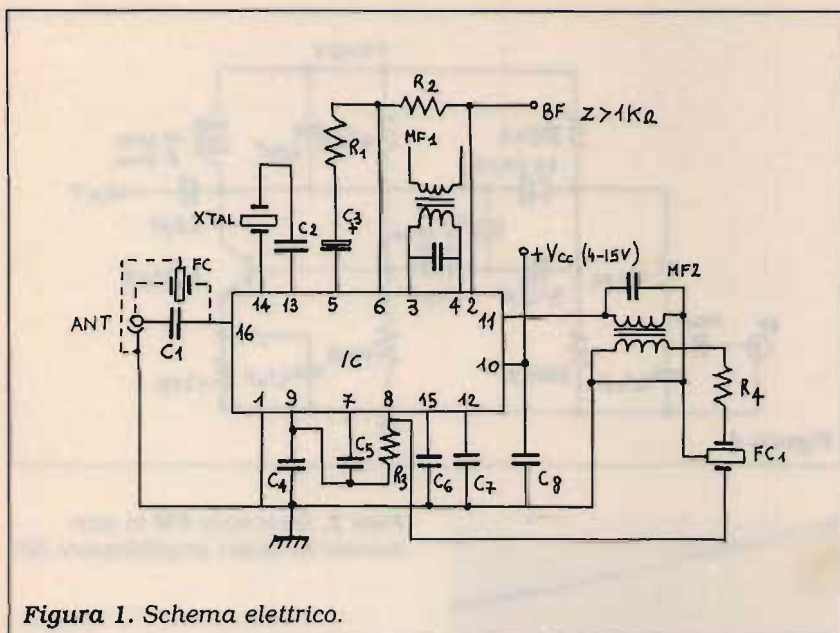 R2
BF Z>1KΩ
R1
MF1
XTAL
C2
C3
+
+Vcc (4-15V)
MF2
FC
ANT
C1
14 13 5 6 3 4 2 11
16
10
IC
R4
1 9 7 8 15 12
C4
C5
R3
C6
C7
C8
FC1
Figura 1. Schema elettrico.